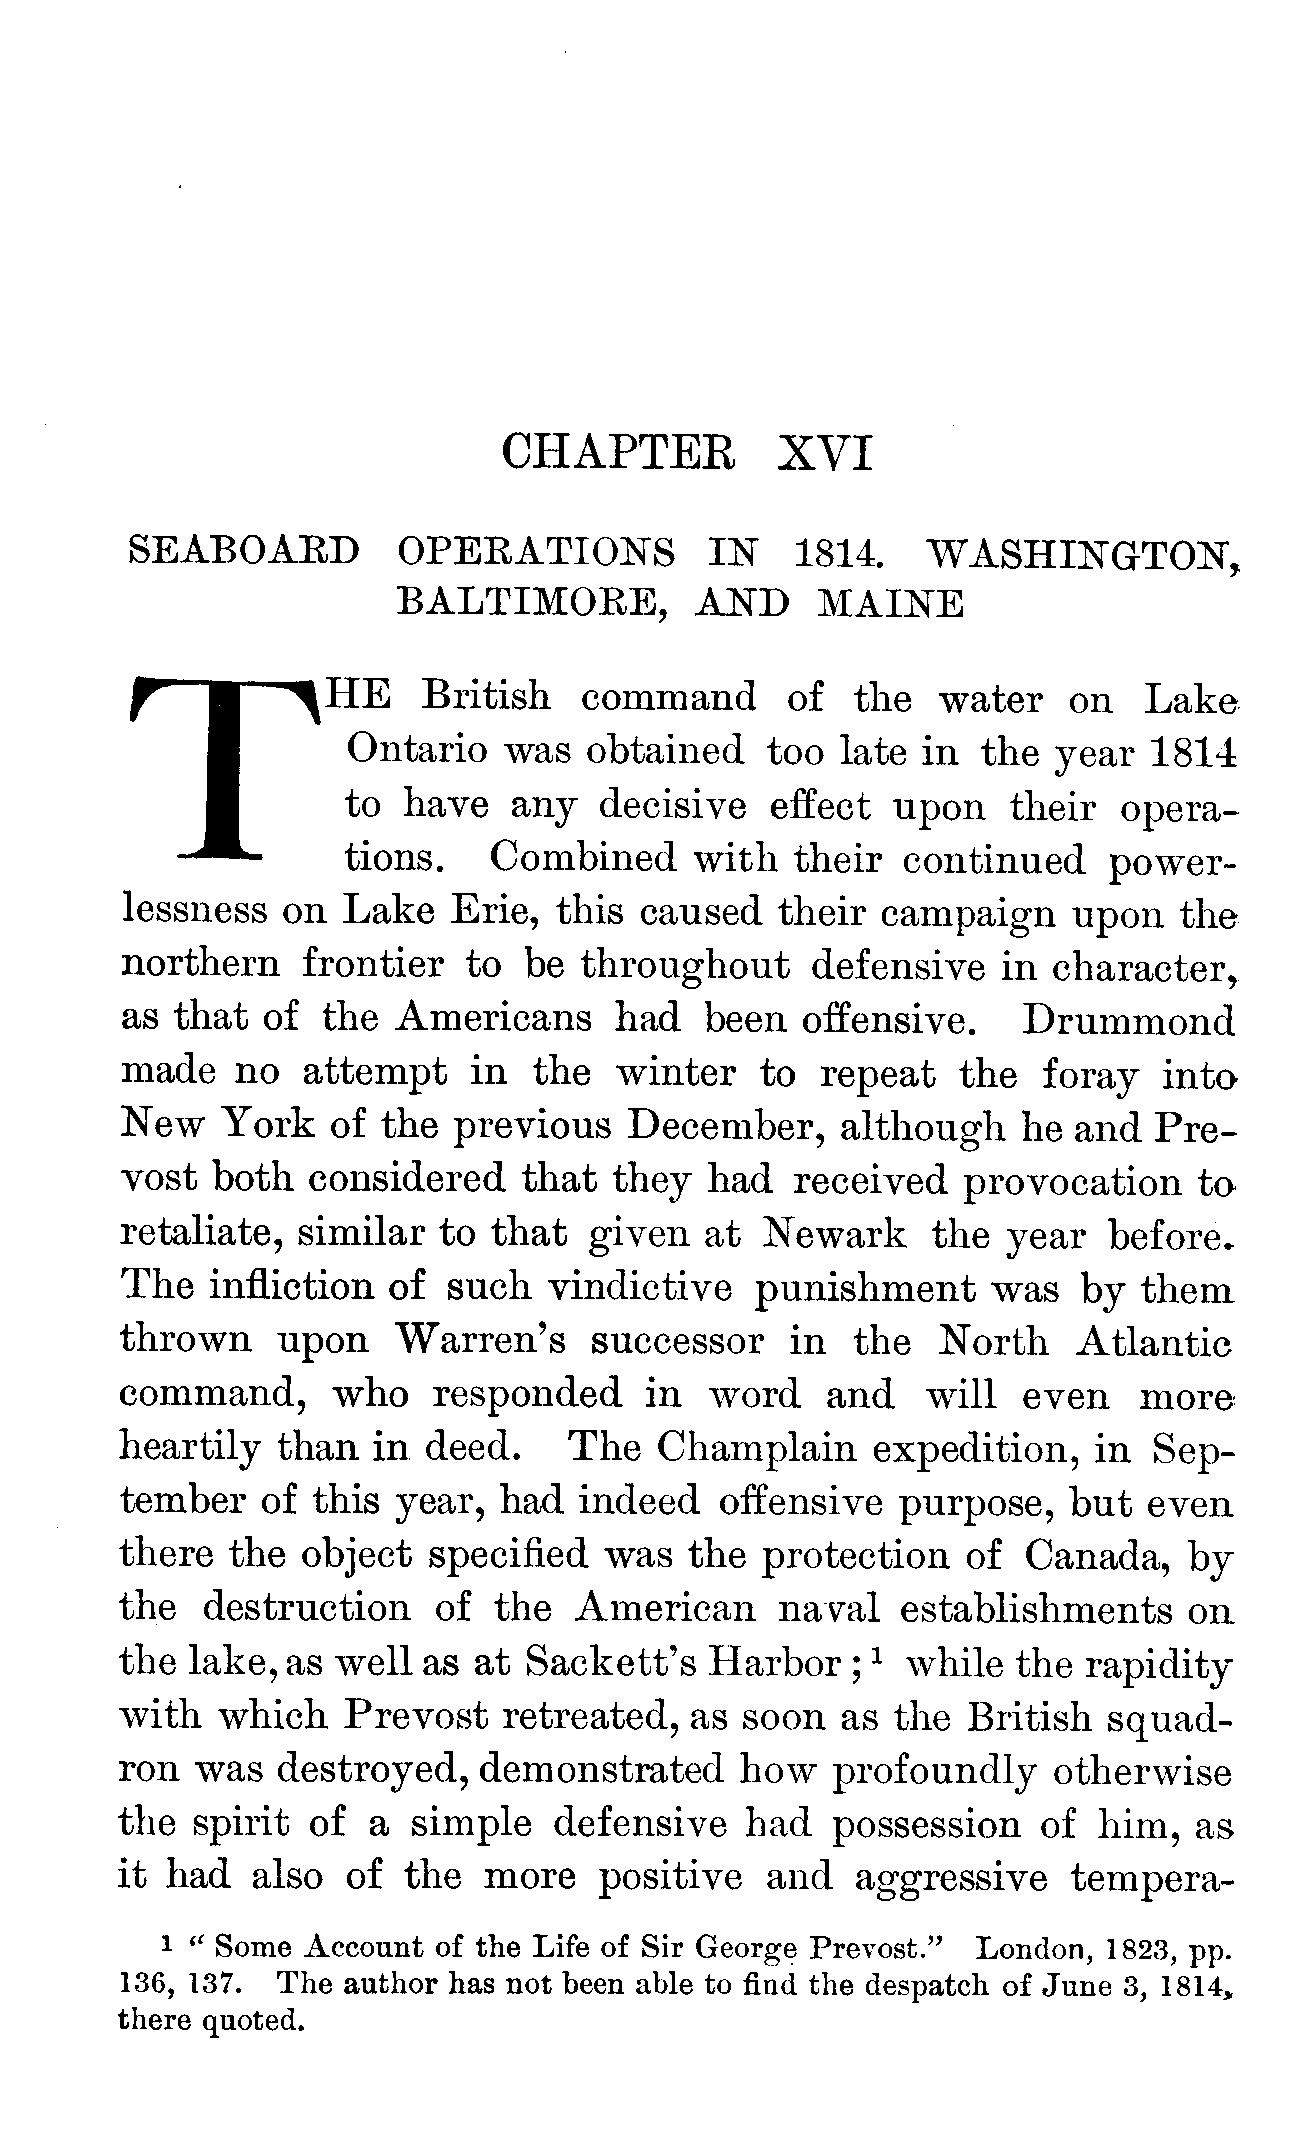 CHAPTER XVI
SEABOARD OPERATIONS IN 1814. WASHINGTON,
BALTIMORE, AND MAINE
THE British command of the water on Lake
Ontario was obtained too late in the year 1814
to have any decisive effect upon their opera-
tions. Combined with their continued power-
lessness on Lake Erie, this caused their campaign upon the
northern frontier to be throughout defensive in character,
as that of the Americans had been offensive. Drummond
made no attempt in the winter to repeat the foray into
New York of the previous December, although he and Pre-
vost both considered that they had received provocation to
retaliate, similar to that given at Newark the year before.
The infliction of such vindictive punishment was by them
thrown upon Warren's successor in the North Atlantic
command, who responded in word and will even more
heartily than in deed. The Champlain expedition, in Sep-
tember of this year, had indeed offensive purpose, but even
there the object specified was the protection of Canada, by
the destruction of the American naval establishments on
the lake, as well as at Sackett's Harbor; ¹ while the rapidity
with which Prevost retreated, as soon as the British squad-
ron was destroyed, demonstrated how profoundly otherwise
the spirit of a simple defensive had possession of him, as
it had also of the more positive and aggressive tempera-
¹ "Some Account of the Life of Sir George Prevost." London, 1823, pp.
136, 137. The author has not been able to find the despatch of June 3, 1814,
there quoted.